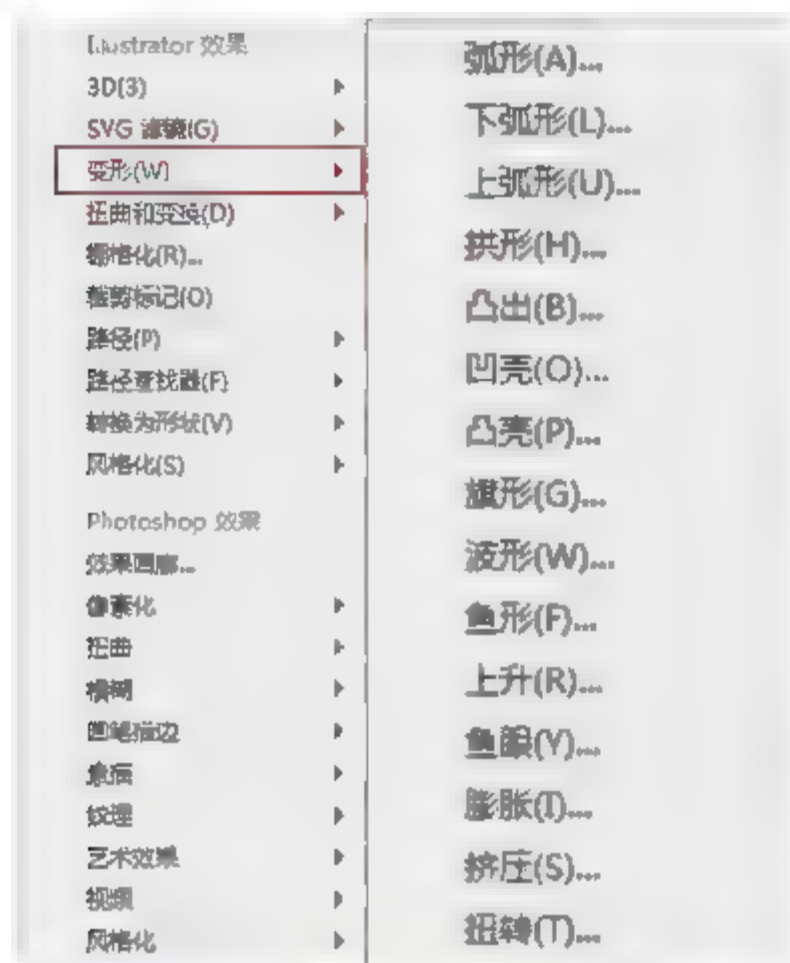 Illustrator 效果
3D(3)
SVG 滤镜(G)
变形(W)
扭曲和变换(D)
栅格化(R)...
裁剪标记(O)
路径(P)
路径查找器(F)
转换为形状(V)
风格化(S)
Photoshop 效果
效果画廊...
像素化
扭曲
模糊
画笔描边
素描
纹理
艺术效果
视频
风格化
弧形(A)...
下弧形(L)...
上弧形(U)...
拱形(H)...
凸出(B)...
凹壳(O)...
凸壳(P)...
旗形(G)...
波形(W)...
鱼形(F)...
上升(R)...
鱼眼(Y)...
膨胀(I)...
挤压(S)...
扭转(T)...